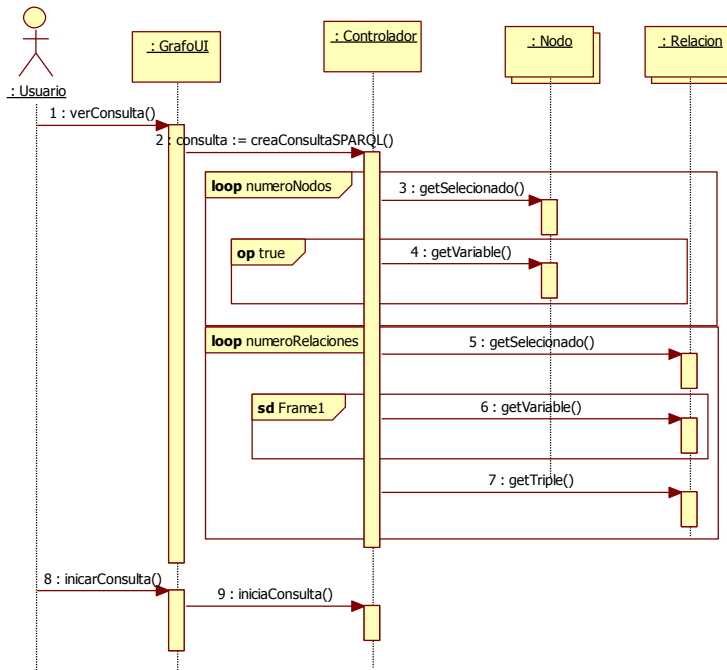 : Usuario
: GrafoUI
: Controlador
: Nodo
: Relacion
1 : verConsulta()
2 : consulta := creaConsultaSPARQL()
loop numeroNodos
3 : getSelecionado()
op true
4 : getVariable()
loop numeroRelaciones
5 : getSelecionado()
sd Frame1
6 : getVariable()
7 : getTriple()
8 : inicarConsulta()
9 : iniciaConsulta()